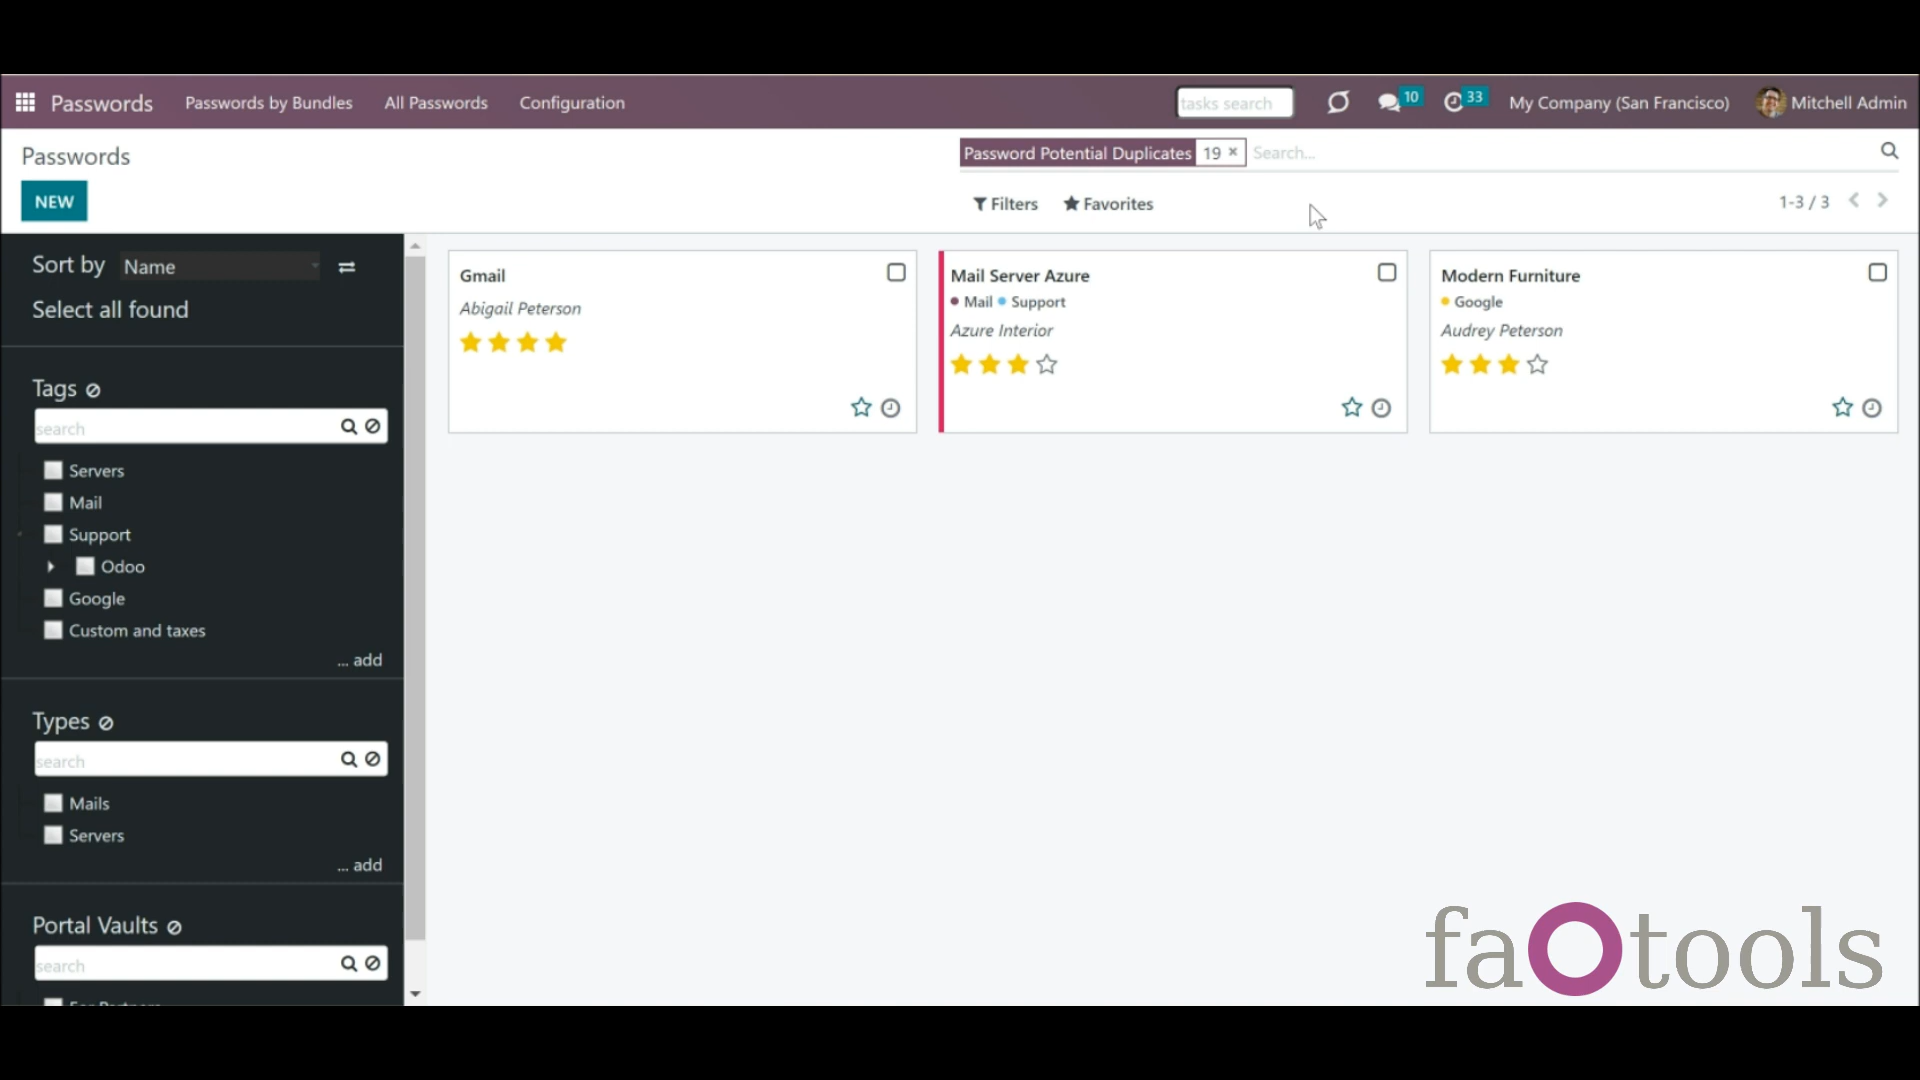 Passwords
Passwords by Bundles
All Passwords
Configuration
tasks search
10
33
My Company (San Francisco)
Mitchell Admin
Passwords
Password Potential Duplicates 19 ×
Search...
NEW
Filters
Favorites
1-3 / 3
Sort by Name
Select all found
Tags
search
Servers
Mail
Support
Odoo
Google
Custom and taxes
... add
Types
search
Mails
Servers
... add
Portal Vaults
search
Gmail
Abigail Peterson
Mail Server Azure
Mail Support
Azure Interior
Modern Furniture
Google
Audrey Peterson
faOtools